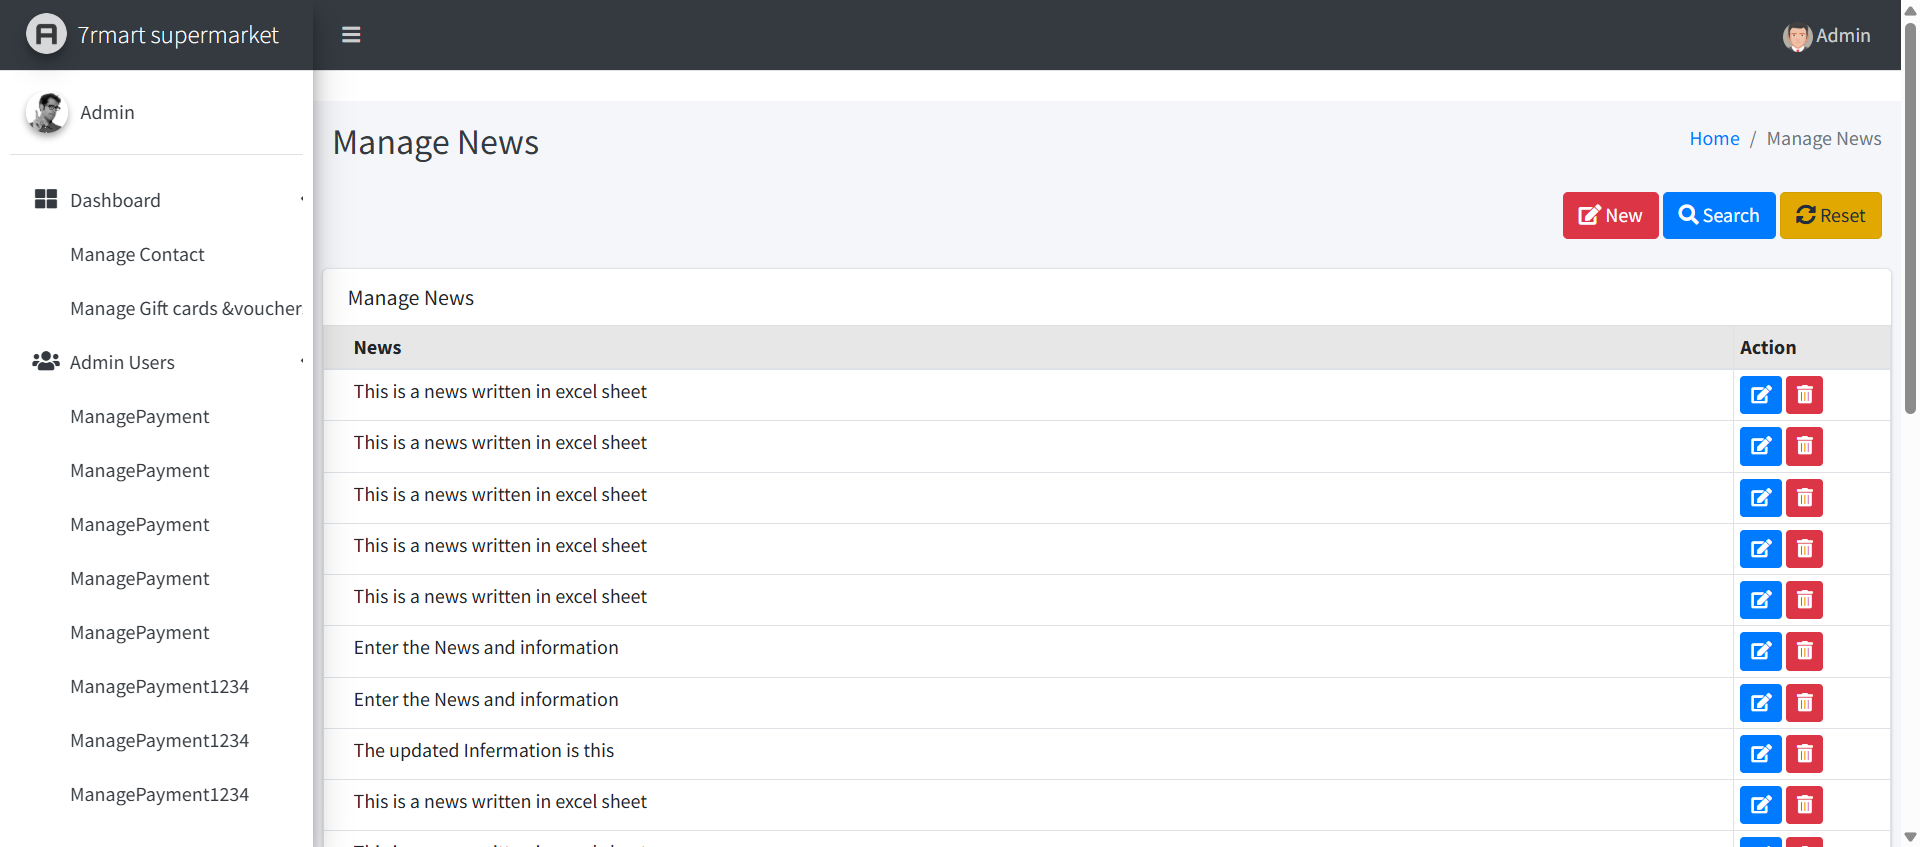 7rmart supermarket
Admin
Admin
Manage News
Home / Manage News
Dashboard
New
Search
Reset
Manage Contact
Manage Gift cards &voucher
Admin Users
ManagePayment
ManagePayment
ManagePayment
ManagePayment
ManagePayment
ManagePayment1234
ManagePayment1234
ManagePayment1234
Manage News
News Action
This is a news written in excel sheet
This is a news written in excel sheet
This is a news written in excel sheet
This is a news written in excel sheet
This is a news written in excel sheet
Enter the News and information
Enter the News and information
The updated Infermation is this
This is a news written in excel sheet